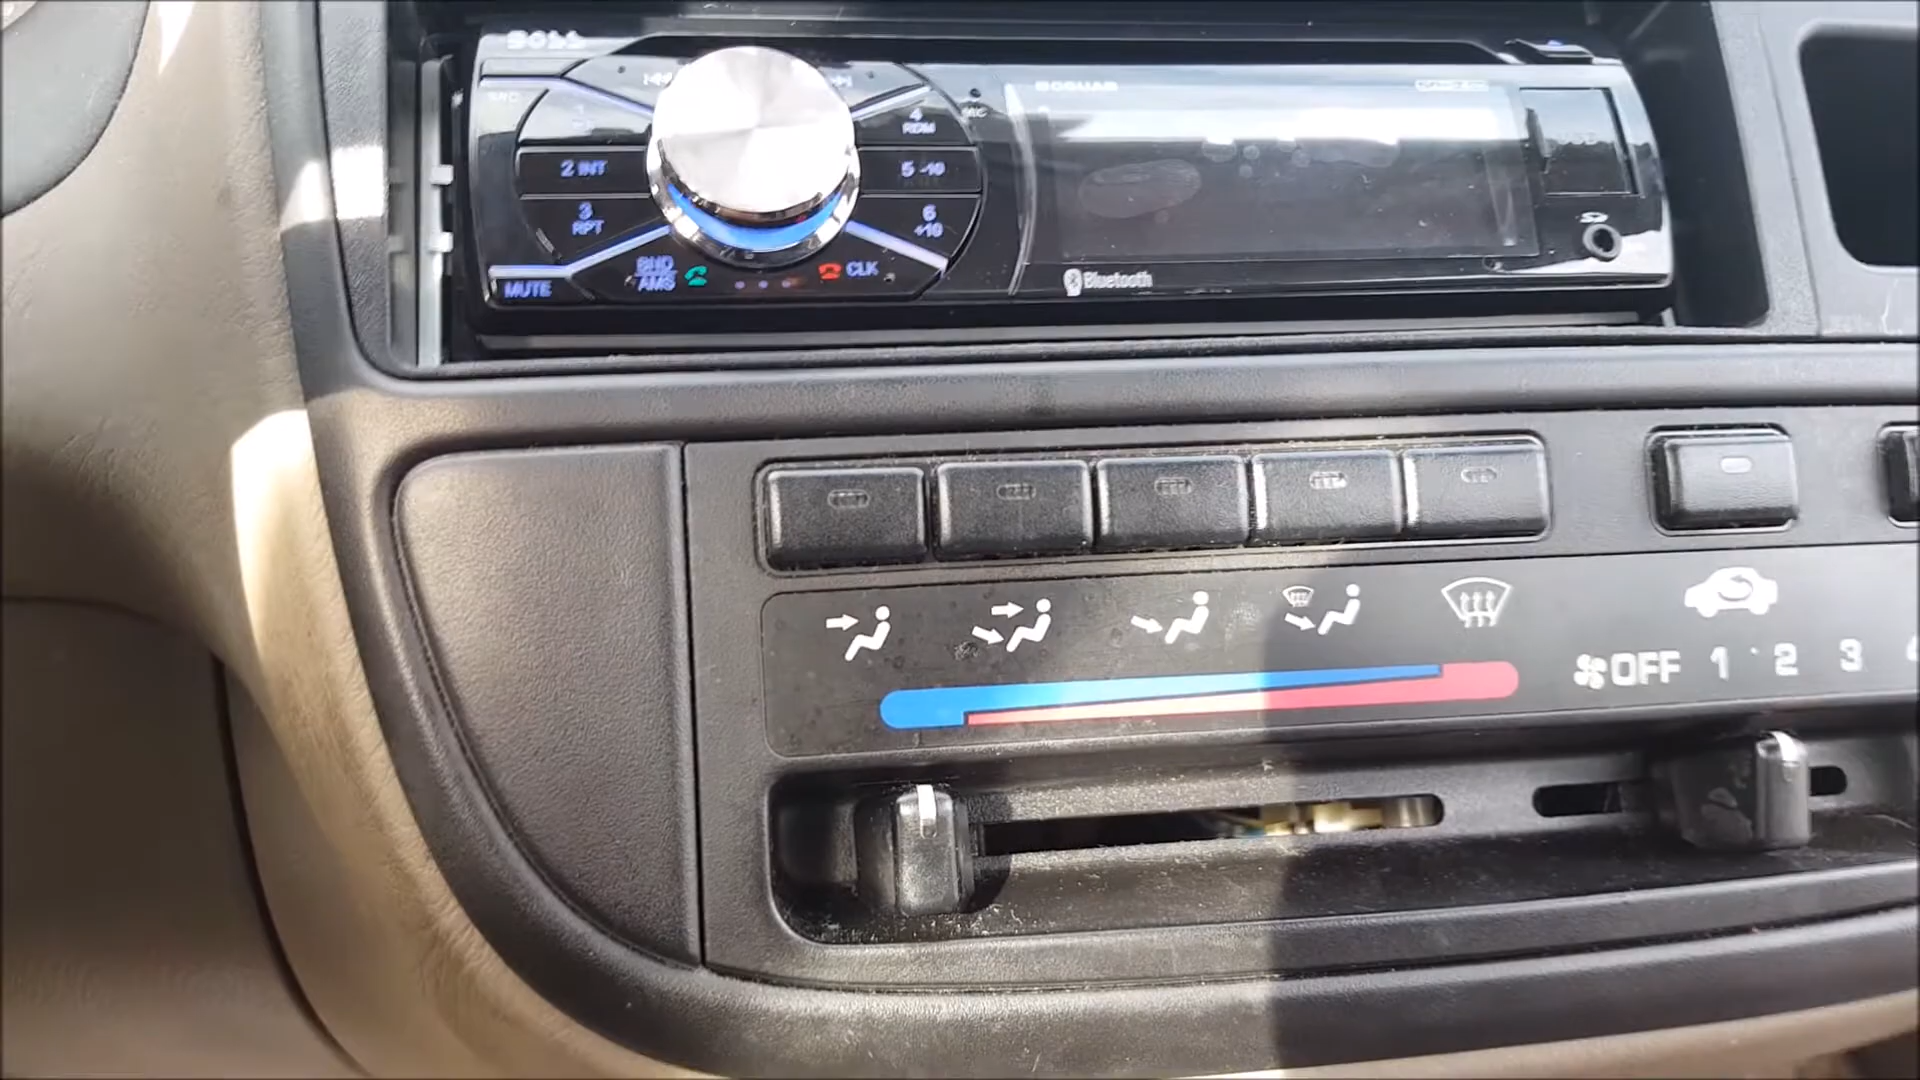 BOSS
4
RDM
2 INT
5 -10
3
RPT
6
+10
MUTE
BND
AMS
CLK
Bluetooth
OFF 1 2 3